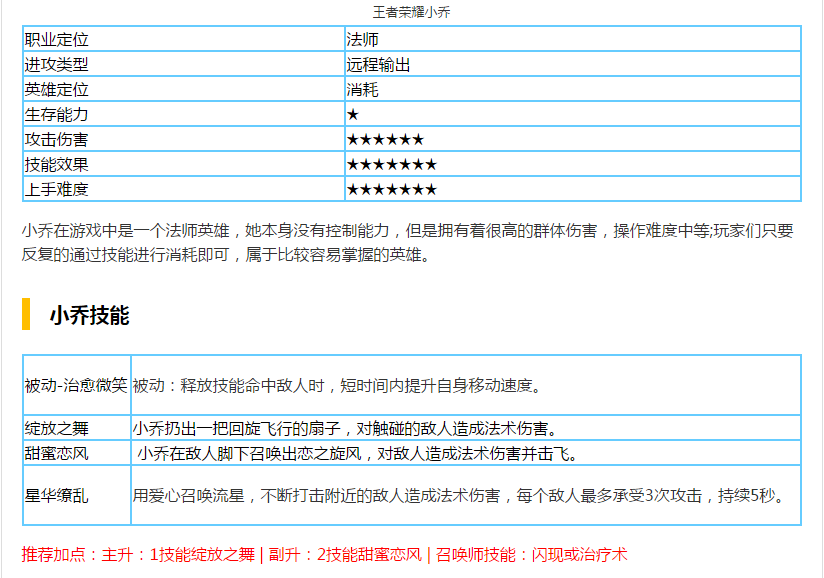 王者荣耀小乔
职业定位 法师
进攻类型 远程输出
英雄定位 消耗
生存能力 ★
攻击伤害 ★★★★★★
技能效果 ★★★★★★★
上手难度 ★★★★★★★
小乔在游戏中是一个法师英雄，她本身没有控制能力，但是拥有着很高的群体伤害，操作难度中等;玩家们只要
反复的通过技能进行消耗即可，属于比较容易掌握的英雄。
小乔技能
被动-治愈微笑 被动：释放技能命中敌人时，短时间内提升自身移动速度。
绽放之舞 小乔扔出一把回旋飞行的扇子，对触碰的敌人造成法术伤害。
甜蜜恋风 小乔在敌人脚下召唤出恋之旋风，对敌人造成法术伤害并击飞。
星华缭乱 用爱心召唤流星，不断打击附近的敌人造成法术伤害，每个敌人最多承受3次攻击，持续5秒。
推荐加点：主升：1技能绽放之舞 | 副升：2技能甜蜜恋风 | 召唤师技能：闪现或治疗术